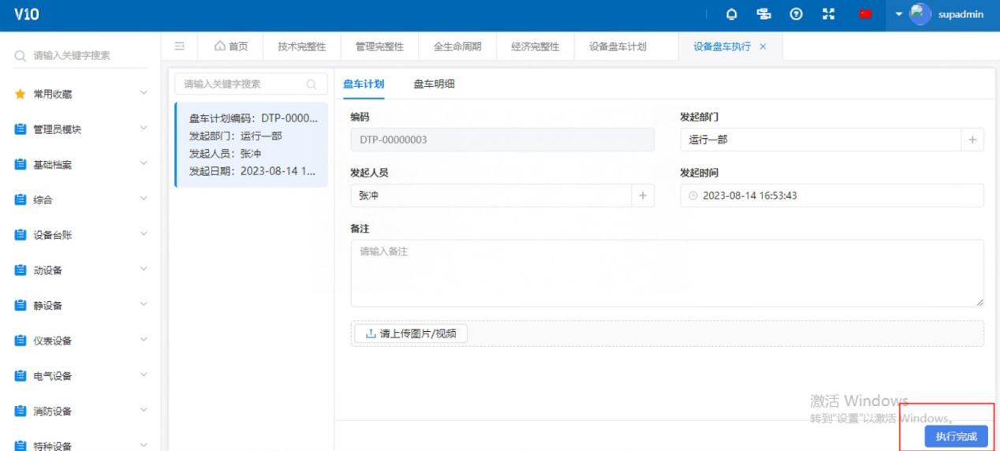 V10
supadmin
请输入关键字搜索
首页
技术完整性
管理完整性
全生命周期
经济完整性
设备盘车计划
设备盘车执行
常用收藏
管理员模块
基础档案
综合
设备台账
动设备
静设备
仪表设备
电气设备
消防设备
特种设备
请输入关键字搜索
盘车计划编码：DTP-0000...
发起部门：运行一部
发起人员：张冲
发起日期：2023-08-14 1...
盘车计划 盘车明细
编码
DTP-00000003
发起部门
运行一部
发起人员
张冲
发起时间
2023-08-14 16:53:43
备注
请输入备注
请上传图片/视频
激活 Windows
转到"设置"以激活 Windows。
执行完成